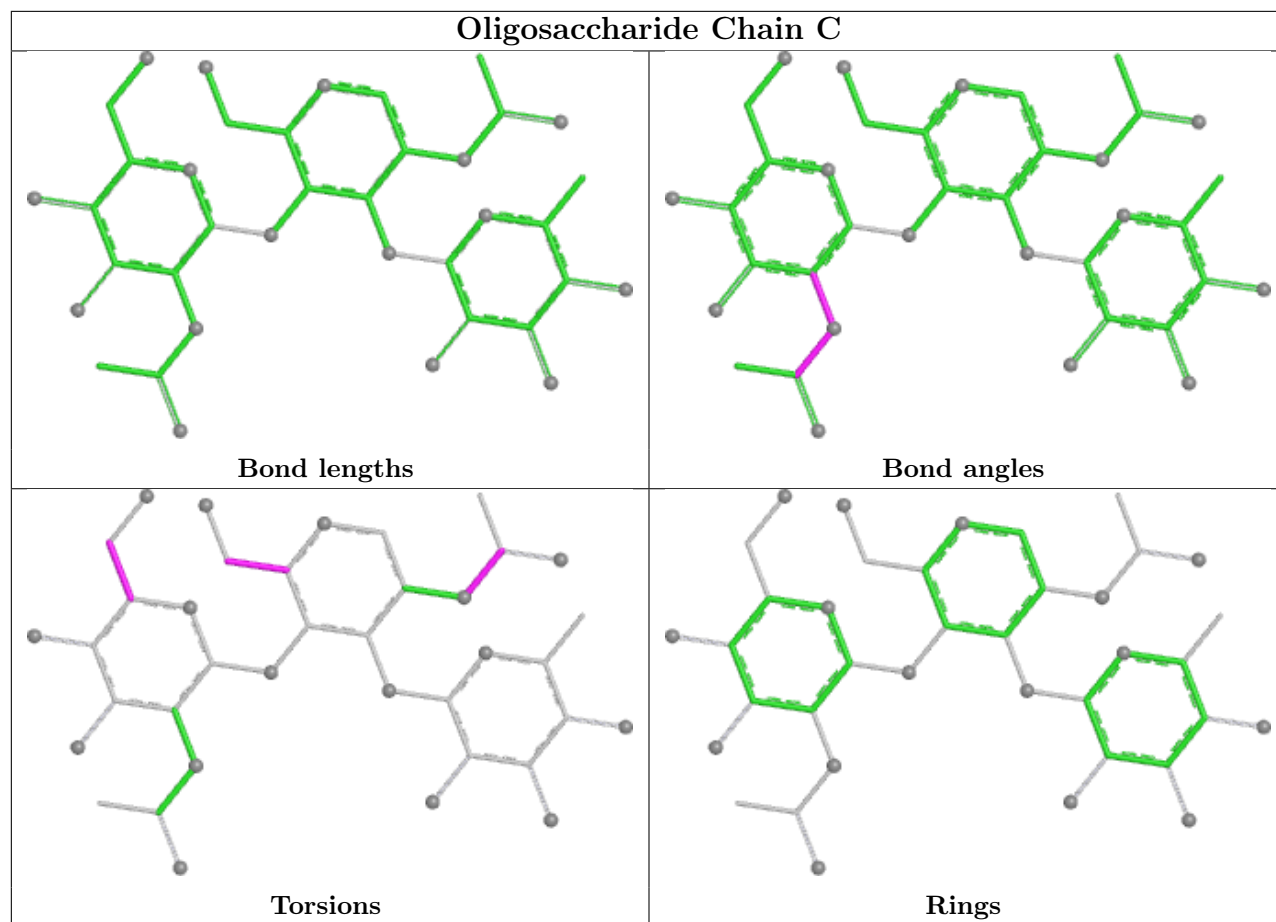 Oligosaccharide Chain C
Bond lengths
Bond angles
Torsions
Rings